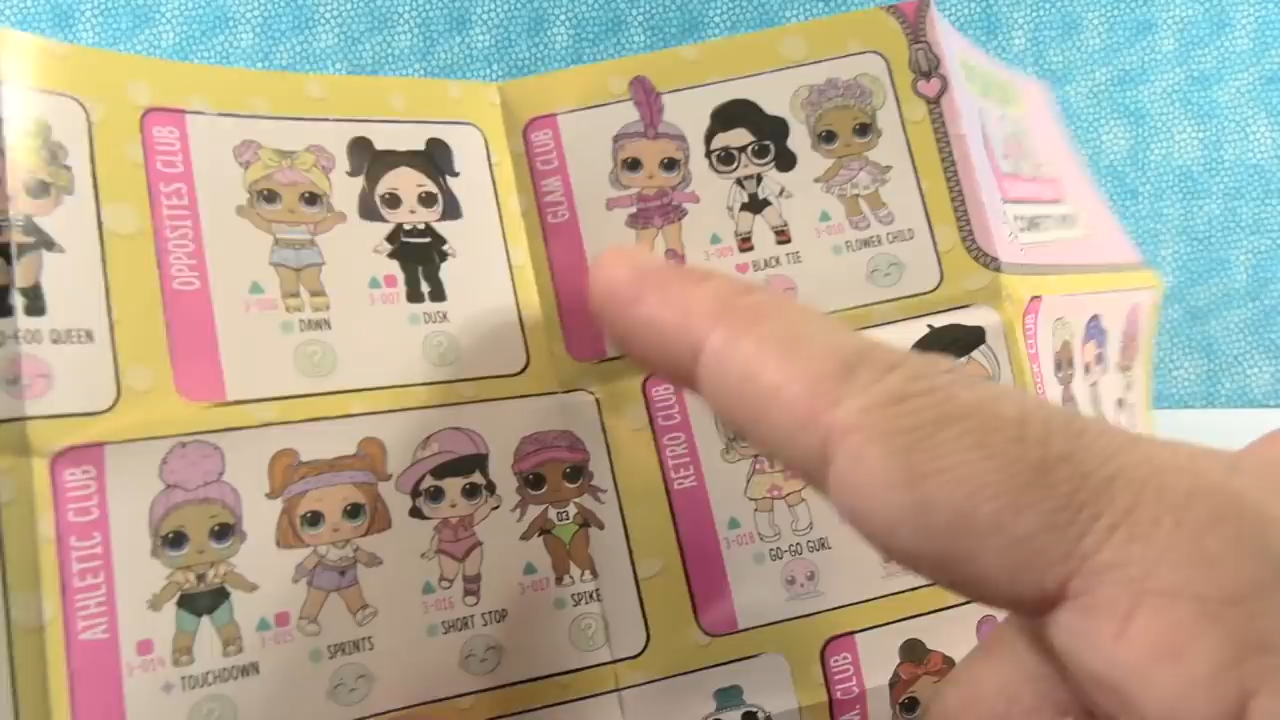 OPPOSITES CLUB
3-006
DAWN
3-007
DUSK
?
?
GLAM CLUB
3-009
BLACK TIE
3-010
FLOWER CHILD
QUEEN
ATHLETIC CLUB
3-014
TOUCHDOWN
?
3-015
SPRINTS
3-016
SHORT STOP
3-017
SPIKE
?
03
RETRO CLUB
3-018
GO-GO GURL
CLUB
CLUB